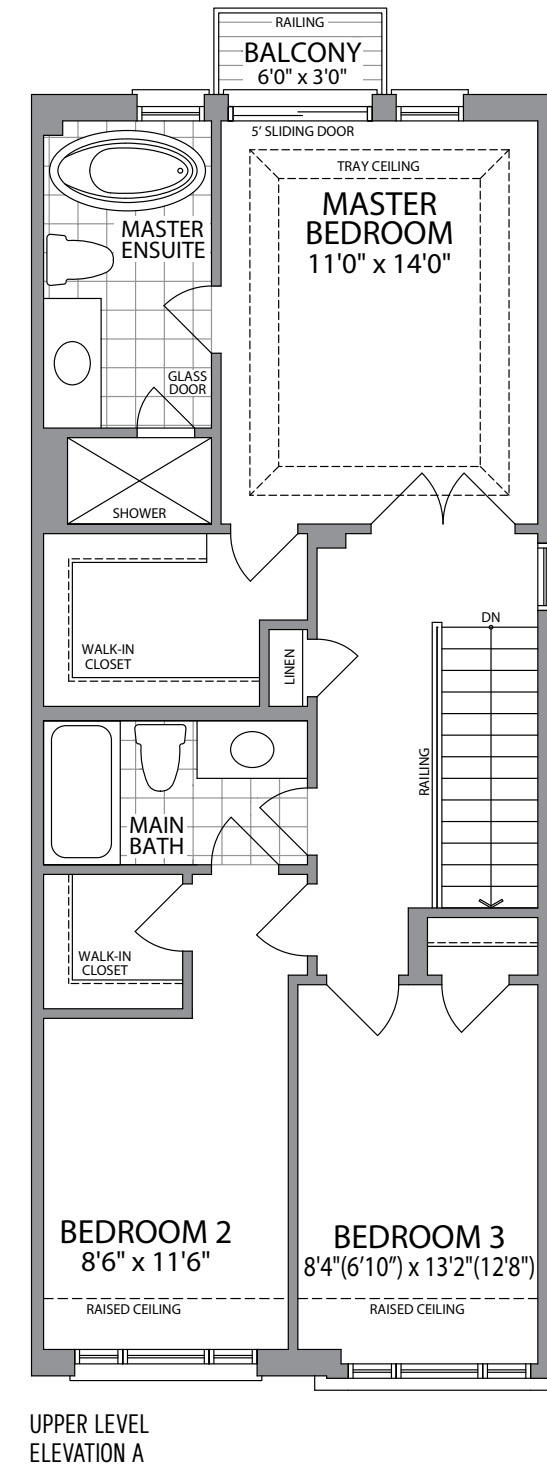 RAILING
BALCONY
6'0" x 3'0"
5' SLIDING DOOR
TRAY CEILING
MASTER
BEDROOM
11'0" x 14'0"
MASTER
ENSUITE
GLASS
DOOR
SHOWER
WALK-IN
CLOSET
LINEN
DN
RAILING
MAIN
BATH
WALK-IN
CLOSET
BEDROOM 2
8'6" x 11'6"
RAISED CEILING
BEDROOM 3
8'4"(6'10") x 13'2"(12'8")
RAISED CEILING
UPPER LEVEL
ELEVATION A